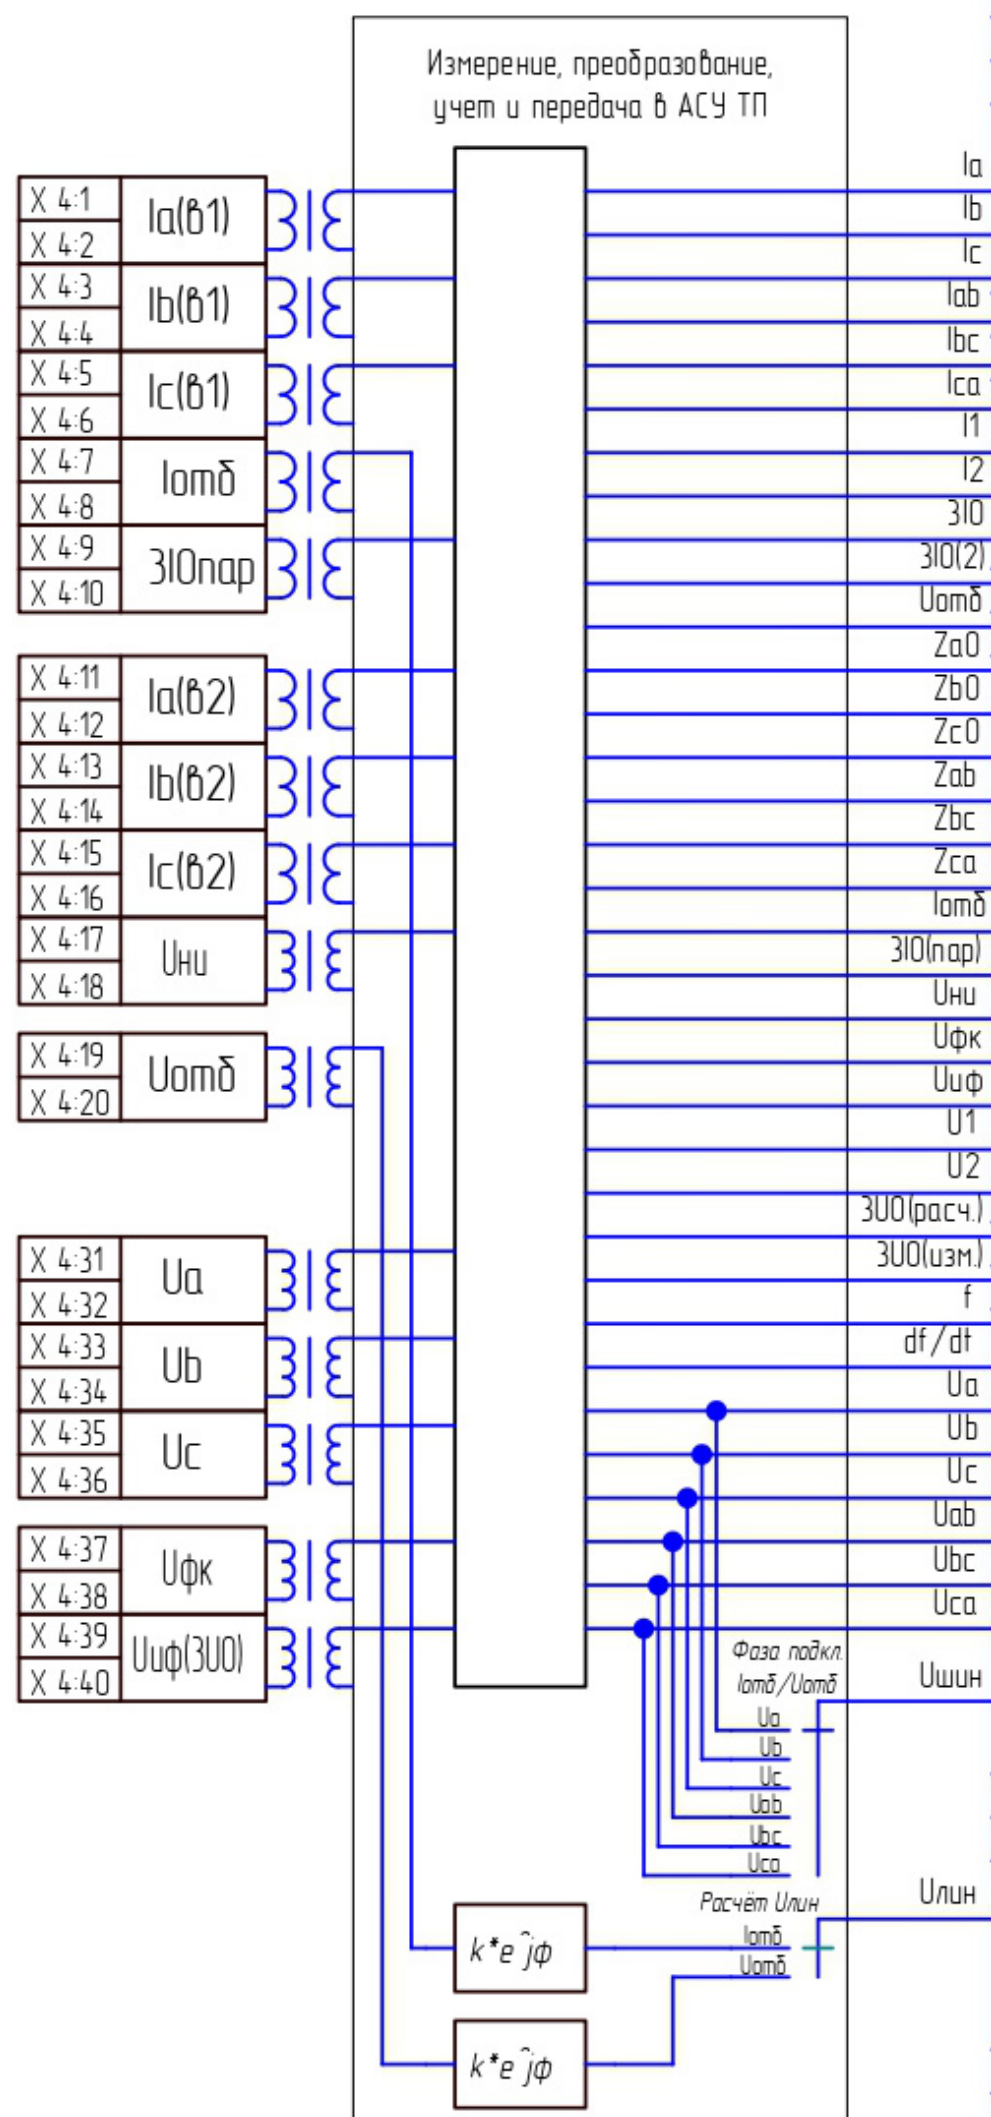 Измерение, преобразование,
учет и передача в АСУ ТП
X 4:1
X 4:2
Ia(в1)
X 4:3
X 4:4
Ib(в1)
X 4:5
X 4:6
Ic(в1)
X 4:7
X 4:8
Iотб
X 4:9
X 4:10
3I0пар
X 4:11
X 4:12
Ia(в2)
X 4:13
X 4:14
Ib(в2)
X 4:15
X 4:16
Ic(в2)
X 4:17
X 4:18
Uни
X 4:19
X 4:20
Uотб
X 4:31
X 4:32
Ua
X 4:33
X 4:34
Ub
X 4:35
X 4:36
Uc
X 4:37
X 4:38
Uфк
X 4:39
X 4:40
Uиф(3U0)
Ia
Ib
Ic
Iab
Ibc
Ica
I1
I2
3I0
3I0(2)
Uотб
Za0
Zb0
Zc0
Zab
Zbc
Zca
Iотб
3I0(пар)
Uни
Uфк
Uиф
U1
U2
3U0(расч.)
3U0(изм.)
f
df/dt
Ua
Ub
Uc
Uab
Ubc
Uca
Фаза подкл.
Iотб/Uотб
Uшин
Ua
Ub
Uc
Uab
Ubc
Uca
Расчёт Uлин
Uлин
Iотб
Uотб
k*e^jф
k*e^jф